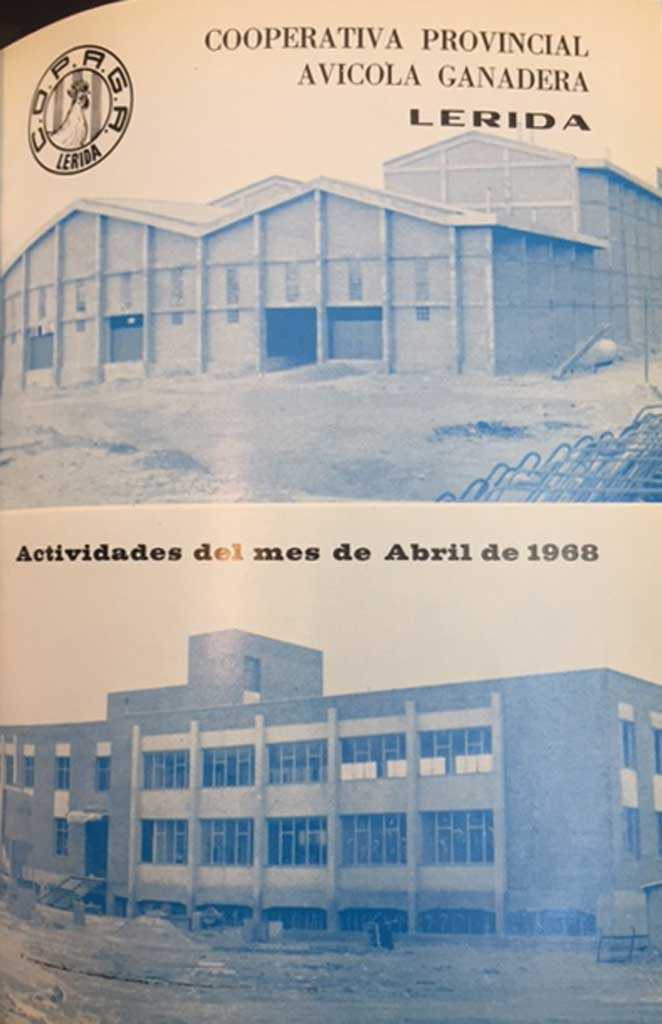 C.O.P.A.G.A.
LERIDA
COOPERATIVA PROVINCIAL
AVICOLA GANADERA
LERIDA
Actividades del mes de Abril de 1968